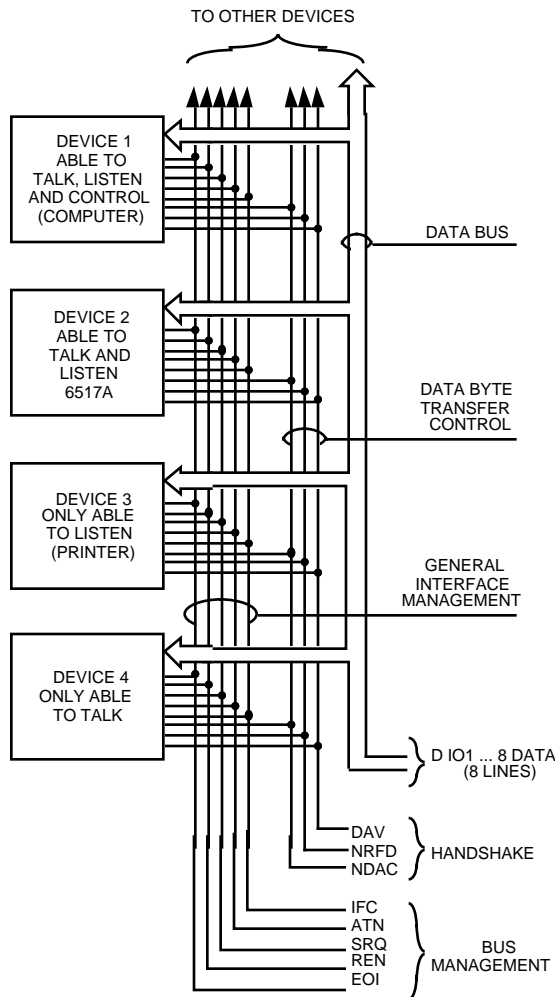 TO OTHER DEVICES
DEVICE 1
ABLE TO
TALK, LISTEN
AND CONTROL
(COMPUTER)
DATA BUS
DEVICE 2
ABLE TO
TALK AND
LISTEN
6517A
DATA BYTE
TRANSFER
CONTROL
DEVICE 3
ONLY ABLE
TO LISTEN
(PRINTER)
GENERAL
INTERFACE
MANAGEMENT
DEVICE 4
ONLY ABLE
TO TALK
D IO1 ... 8 DATA
(8 LINES)
DAV
NRFD
NDAC
HANDSHAKE
IFC
ATN
SRQ
REN
EOI
BUS
MANAGEMENT